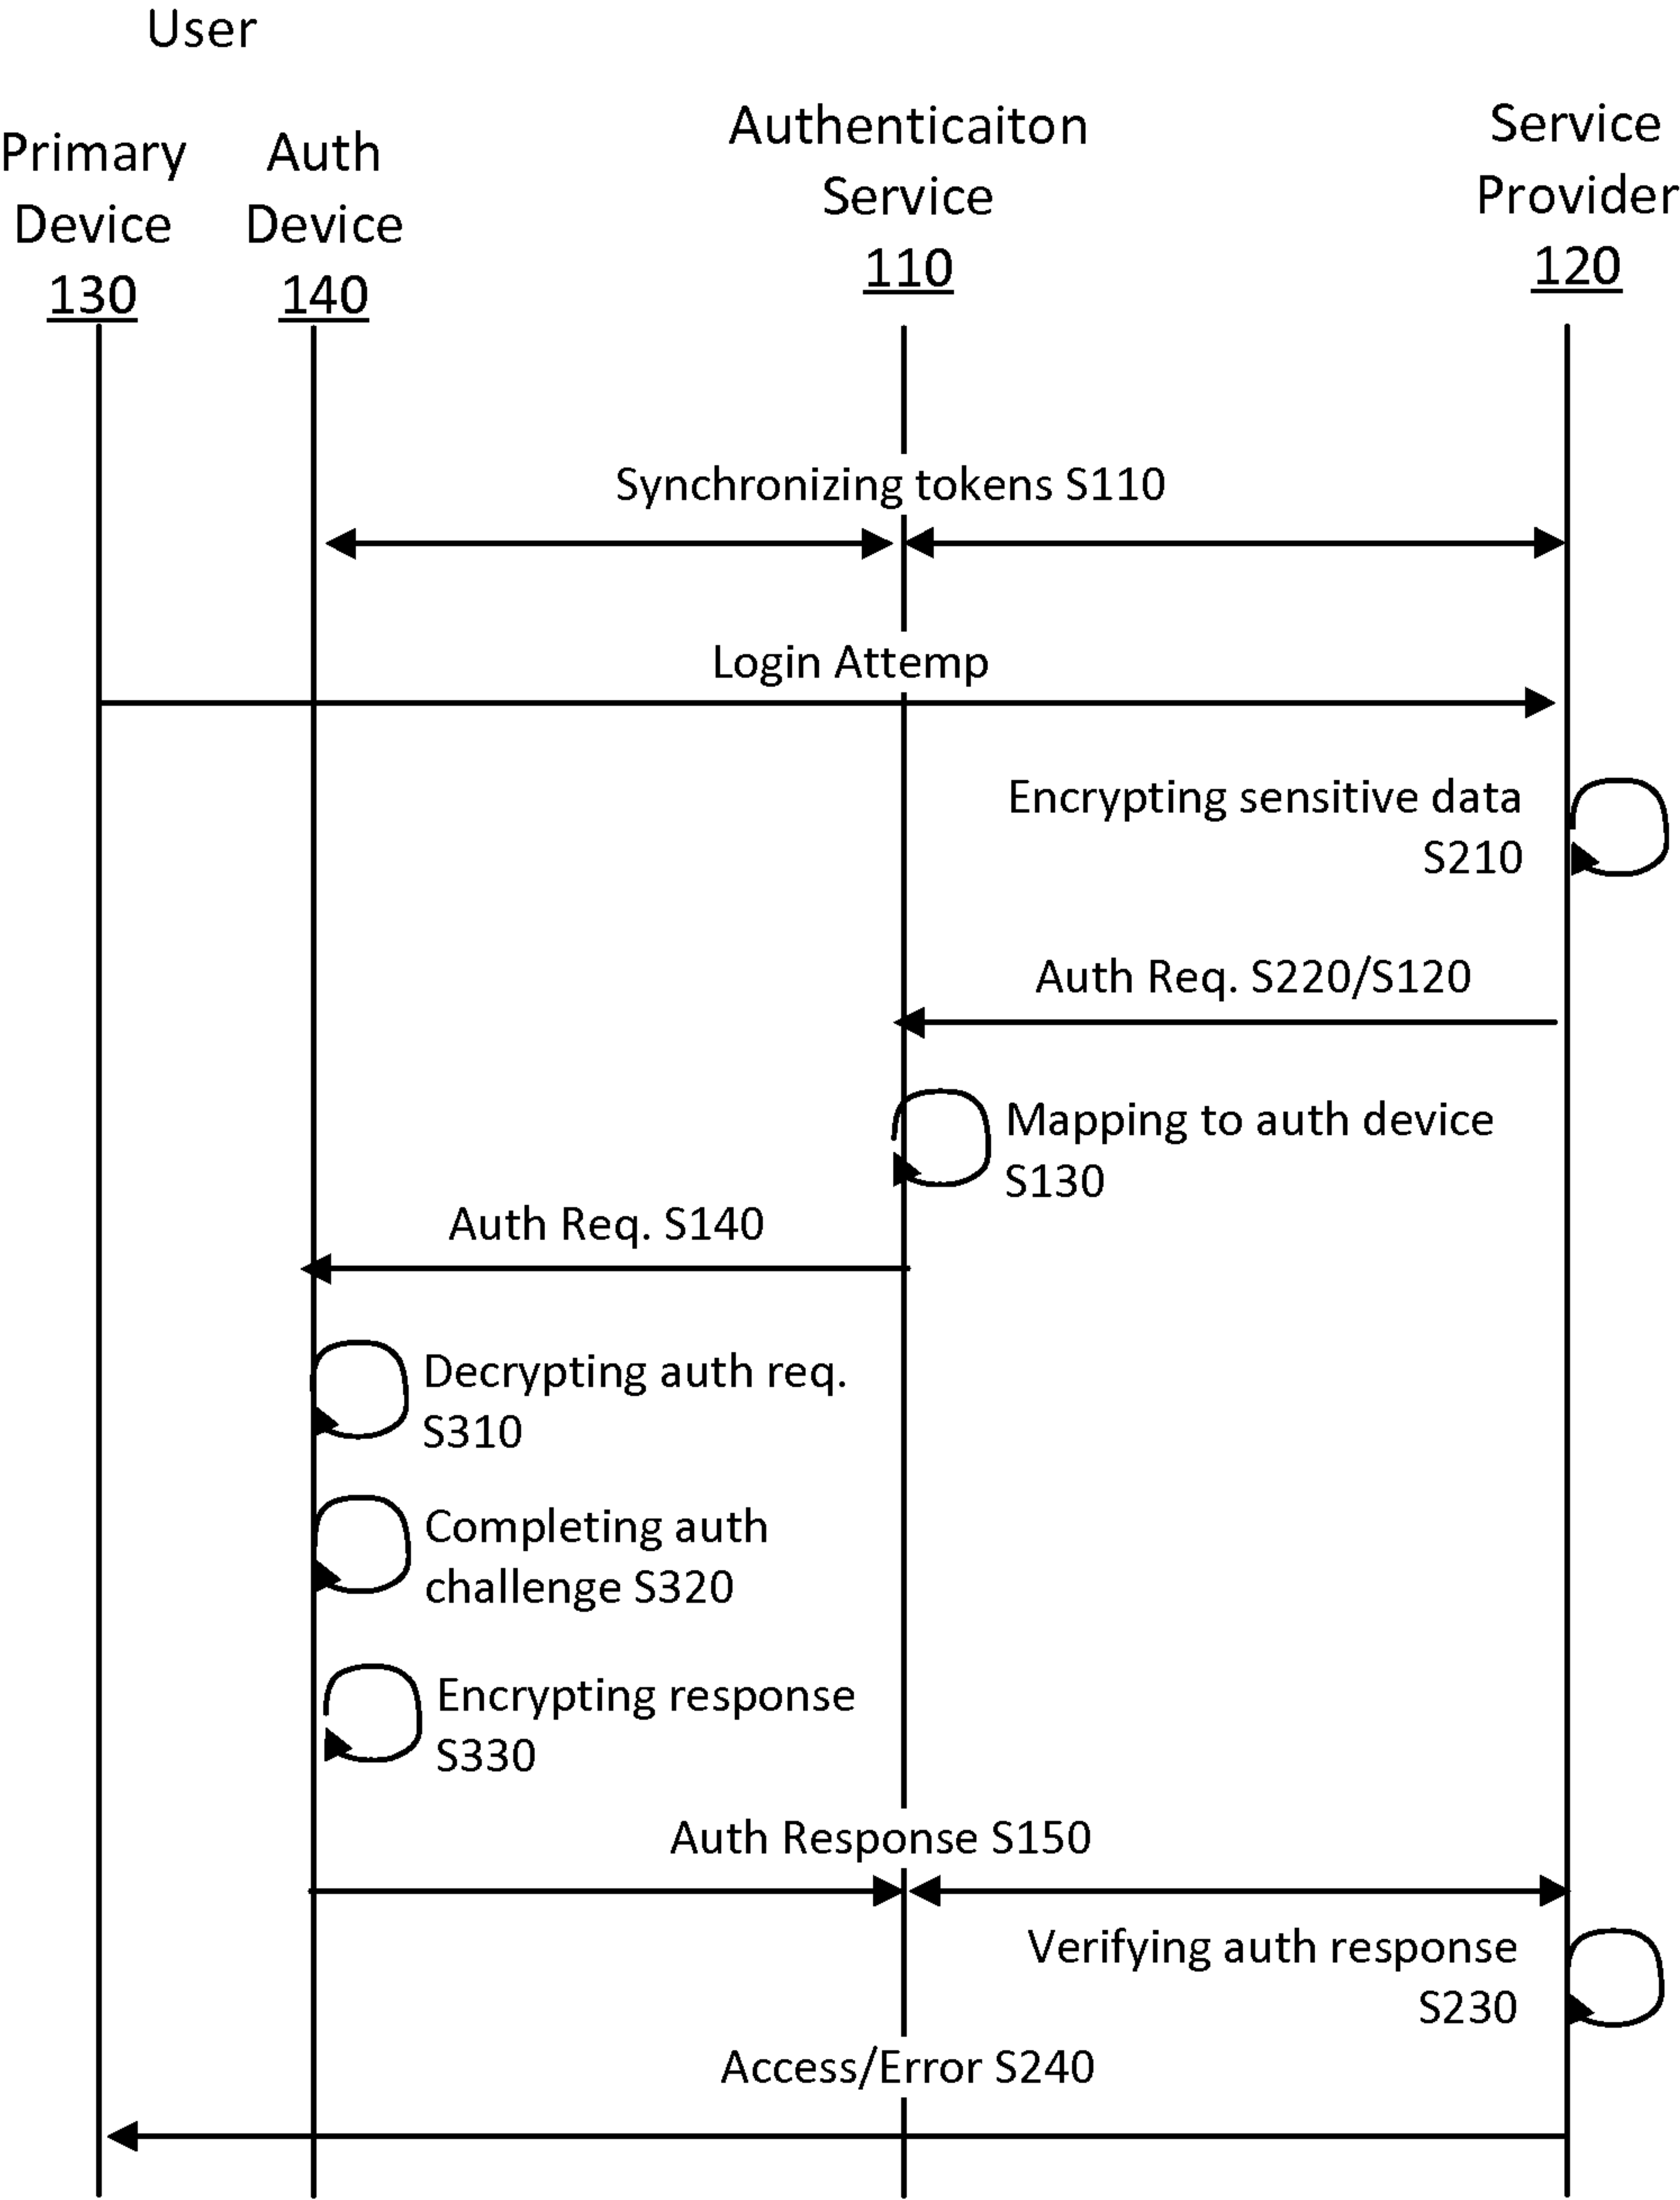 User
Primary
Device
130
Auth
Device
140
Authenticaiton
Service
110
Service
Provider
120
Synchronizing tokens S110
Login Attemp
Encrypting sensitive data
S210
Auth Req. S220/S120
Mapping to auth device
S130
Auth Req. S140
Decrypting auth req.
S310
Completing auth
challenge S320
Encrypting response
S330
Auth Response S150
Verifying auth response
S230
Access/Error S240